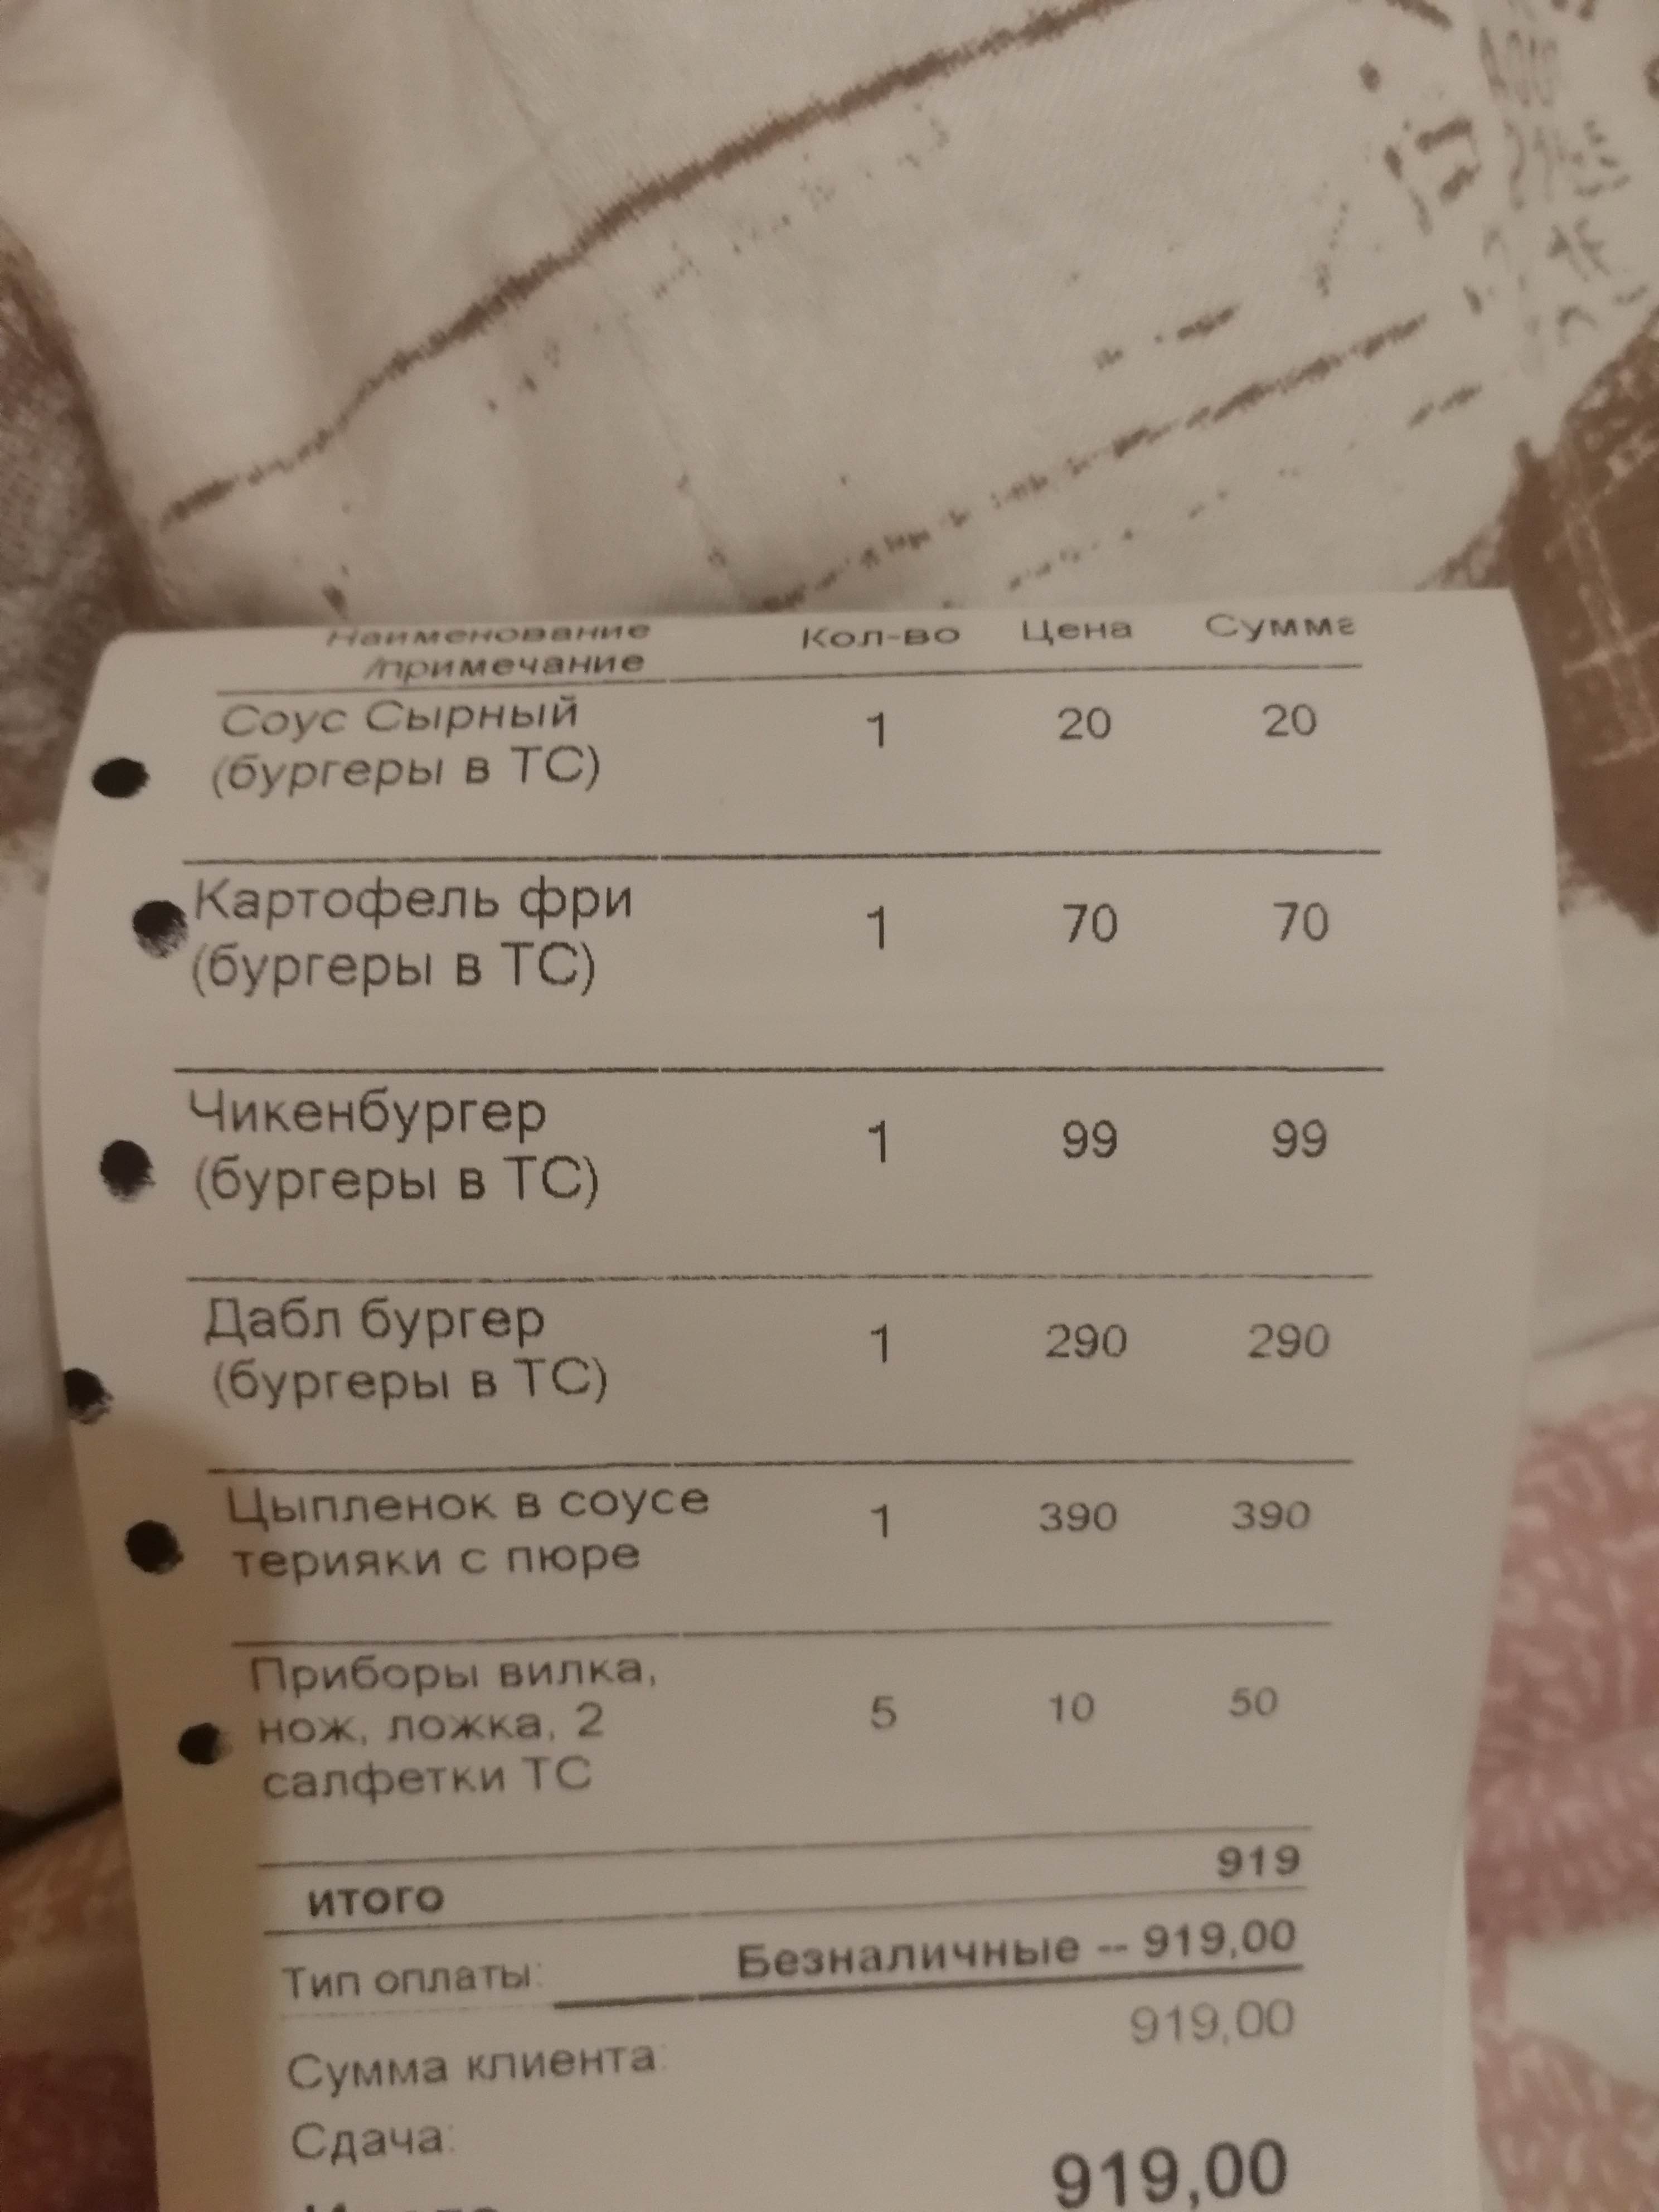 Наименование Кол-во Цена Сумма
/примечание
Соус Сырный 1 20 20
(бургеры в ТС)
Картофель фри 1 70 70
(бургеры в ТС)
Чикенбургер 1 99 99
(бургеры в ТС)
Дабл бургер 1 290 290
(бургеры в ТС)
Цыпленок в соусе 1 390 390
терияки с пюре
Приборы вилка, 5 10 50
нож, ложка, 2
салфетки ТС
итого 919
Тип оплаты: Безналичные -- 919,00
Сумма клиента: 919,00
Сдача:
919,00